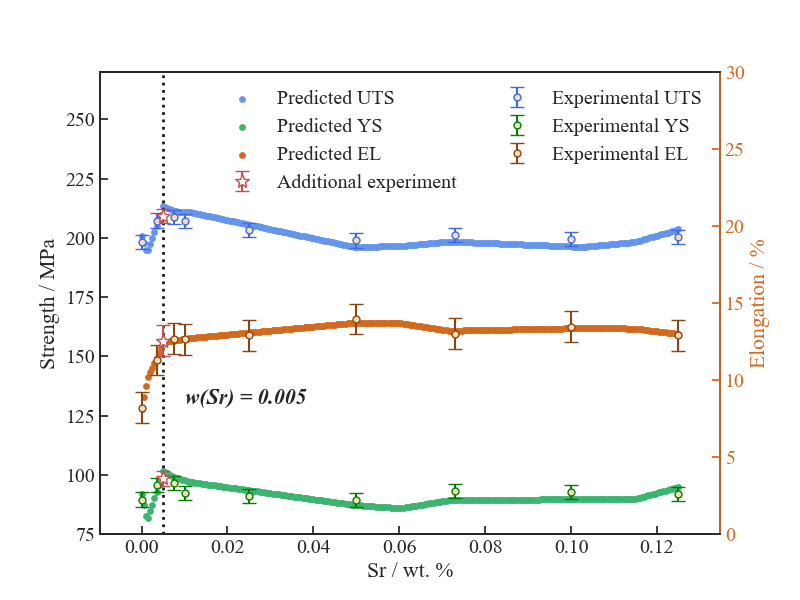 Predicted UTS
Predicted YS
Predicted EL
Additional experiment
Experimental UTS
Experimental YS
Experimental EL
Strength / MPa
250
225
200
175
150
125
100
75
w(Sr) = 0.005
30
25
20
15
10
5
0
Elongation / %
0.00 0.02 0.04 0.06 0.08 0.10 0.12
Sr / wt. %